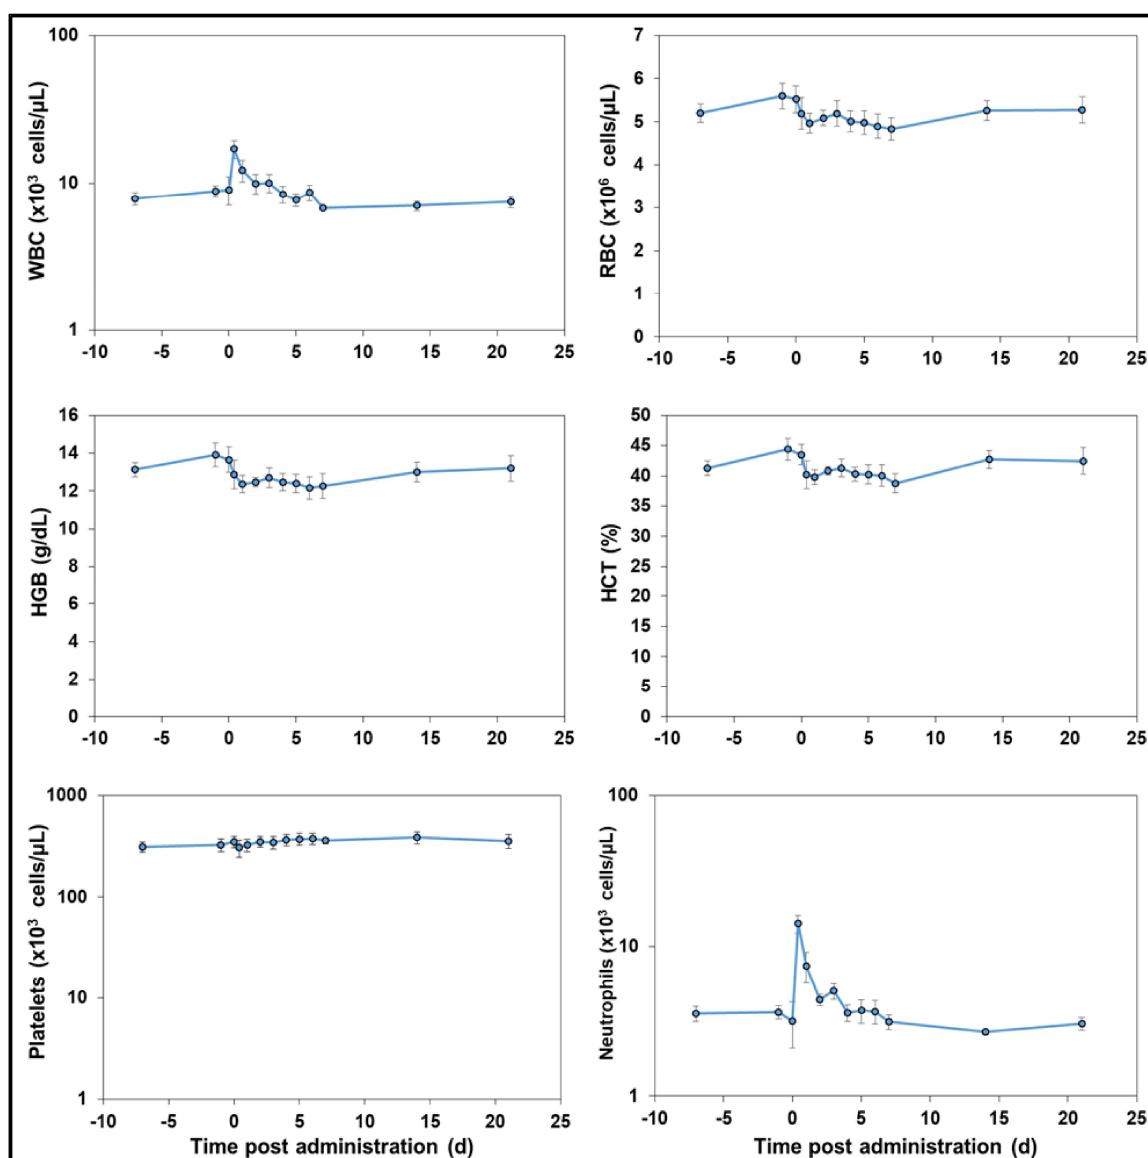 WBC (x10³ cells/µL)
100
10
1
-10 -5 0 5 10 15 20 25
RBC (x10⁶ cells/µL)
7
6
5
4
3
2
1
0
-10 -5 0 5 10 15 20 25
HGB (g/dL)
16
14
12
10
8
6
4
2
0
-10 -5 0 5 10 15 20 25
HCT (%)
50
45
40
35
30
25
20
15
10
5
0
-10 -5 0 5 10 15 20 25
Platelets (x10³ cells/µL)
1000
100
10
1
-10 -5 0 5 10 15 20 25
Time post administration (d)
Neutrophils (x10³ cells/µL)
100
10
1
-10 -5 0 5 10 15 20 25
Time post administration (d)